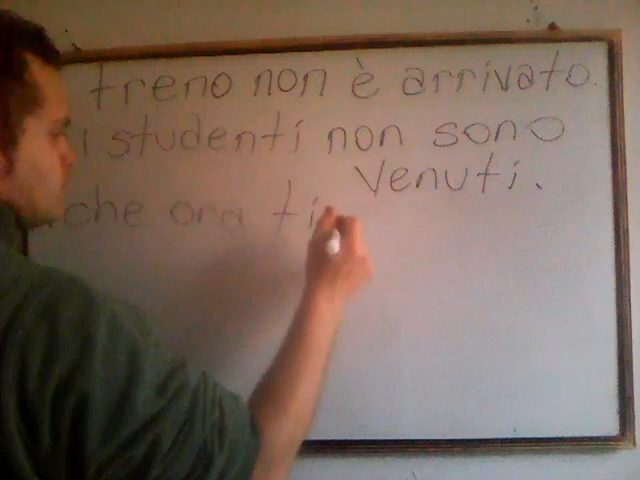 treno non è arrivato.
i studenti non sono
venuti.
che ora ti